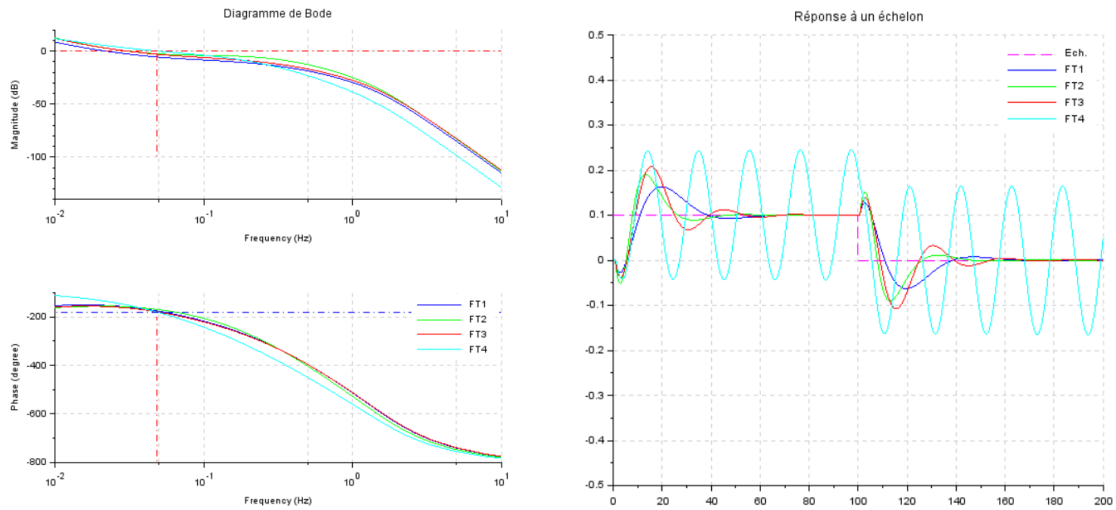 Diagramme de Bode
Magnitude (dB)
0
-50
-100
10-2
10-1
100
101
Frequency (Hz)
Phase (degree)
-200
-400
-600
-800
FT1
FT2
FT3
FT4
10-2
10-1
100
101
Frequency (Hz)
Réponse à un échelon
0.5
0.4
0.3
0.2
0.1
0
-0.1
-0.2
-0.3
-0.4
-0.5
Ech.
FT1
FT2
FT3
FT4
0 20 40 60 80 100 120 140 160 180 200